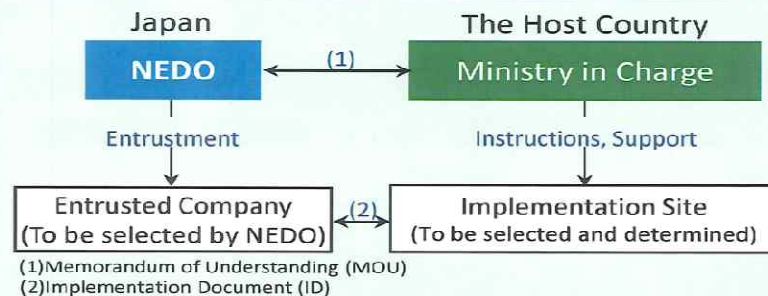 Japan
The Host Country
NEDO
(1)
Ministry in Charge
Entrustment
Instructions, Support
Entrusted Company
(To be selected by NEDO)
(2)
Implementation Site
(To be selected and determined)
(1)Memorandum of Understanding (MOU)
(2)Implementation Document (ID)